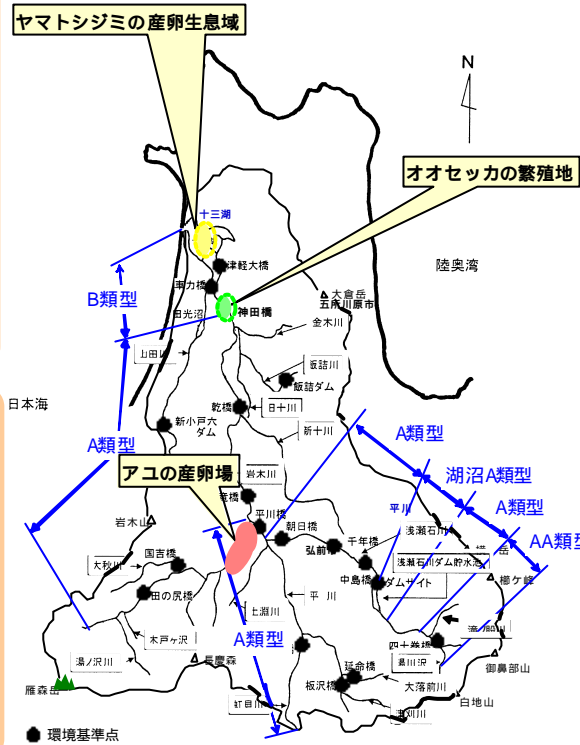 ヤマトシジミの産卵生息域
N
オオセッカの繁殖地
十三湖
津軽大橋
陸奥湾
車力橋
大倉岳
五所川原市
B類型
田光沼
神田橋
金木川
山田川
飯詰川
飯詰ダム
日本海
乾橋
旧十川
A類型
新小戸六
ダム
新十川
A類型
湖沼A類型
アユの産卵場
岩木川
A類型
平川
AA類型
岩木山
平川橋
朝日橋
浅瀬石川
千年橋
弘前
国吉橋
浅瀬石川ダム貯水池
大秋川
中島橋
ダムサイト
櫛ケ峰
田の尻橋
平 川
土淵川
木戸ヶ沢
A類型
四十巻橋
湯ノ沢川
長慶森
延命橋
温川沢
御鼻部山
雁森岳
板沢橋
大落前川
白地山
虹貝川
環境基準点